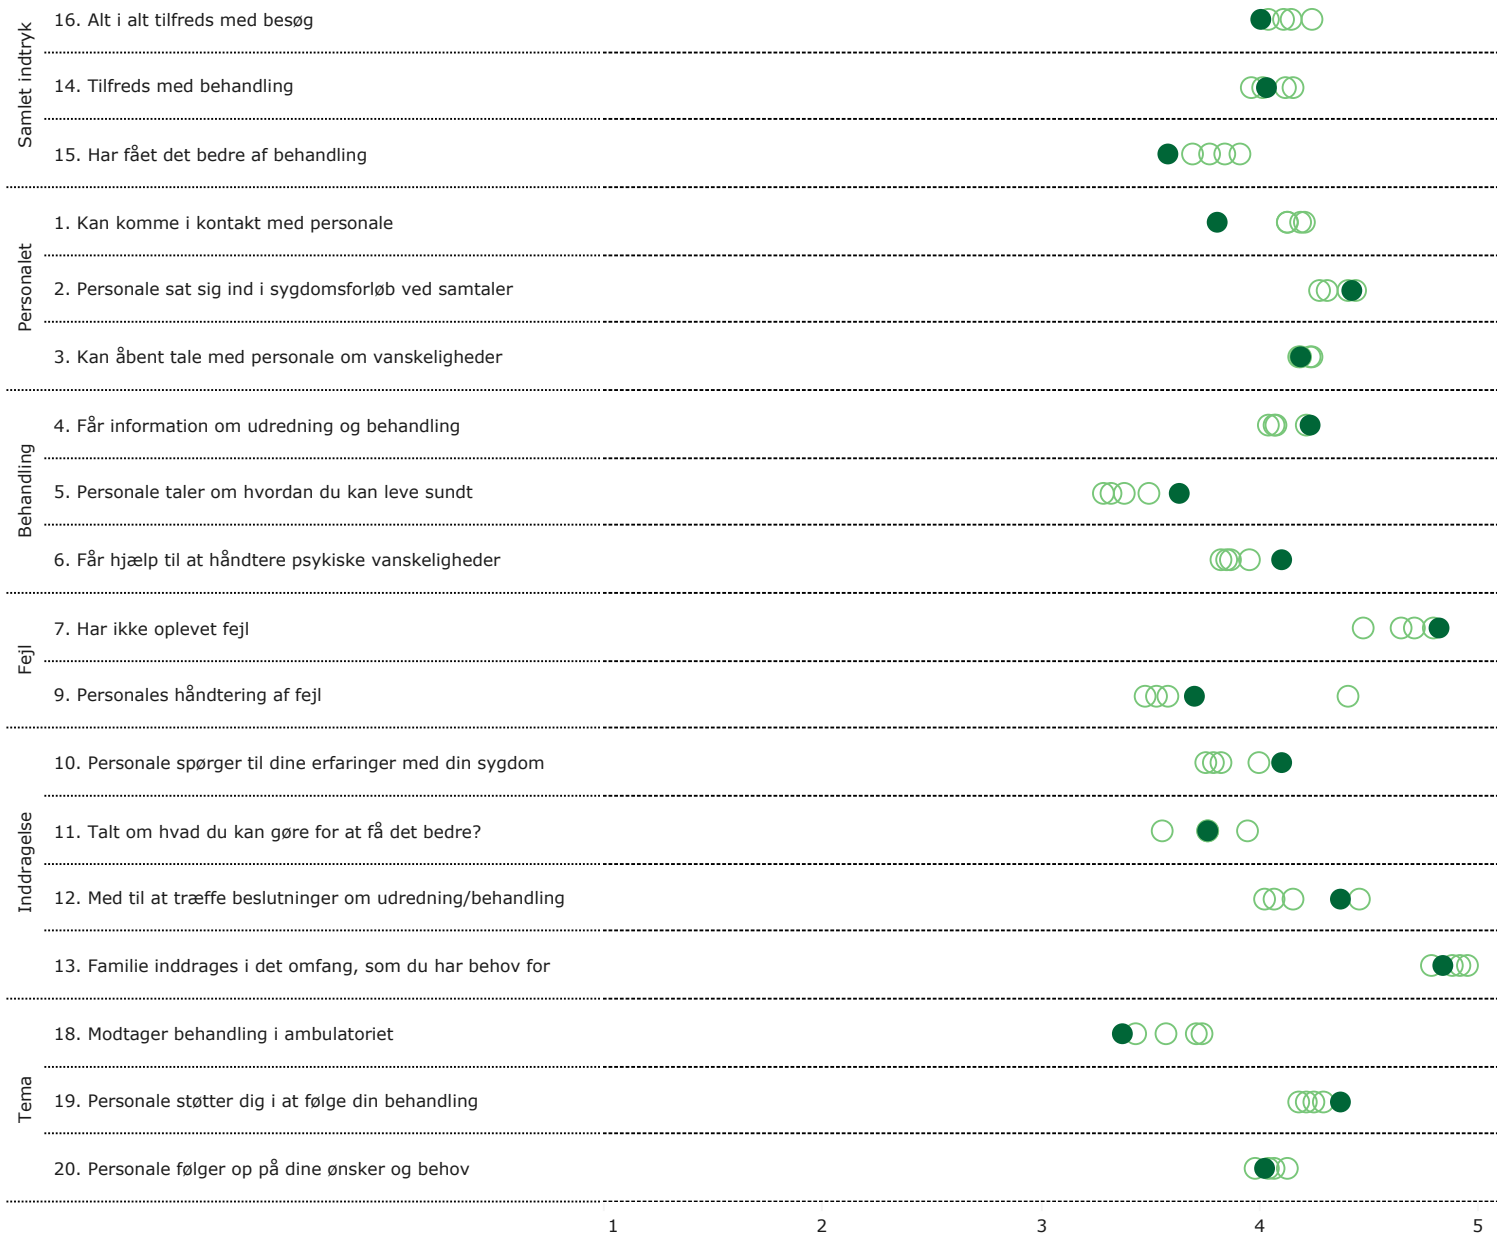 Samlet indtryk
16. Alt i alt tilfreds med besøg
14. Tilfreds med behandling
15. Har fået det bedre af behandling
Personalet
1. Kan komme i kontakt med personale
2. Personale sat sig ind i sygdomsforløb ved samtaler
3. Kan åbent tale med personale om vanskeligheder
Behandling
4. Får information om udredning og behandling
5. Personale taler om hvordan du kan leve sundt
6. Får hjælp til at håndtere psykiske vanskeligheder
Fejl
7. Har ikke oplevet fejl
9. Personales håndtering af fejl
Inddragelse
10. Personale spørger til dine erfaringer med din sygdom
11. Talt om hvad du kan gøre for at få det bedre?
12. Med til at træffe beslutninger om udredning/behandling
13. Familie inddrages i det omfang, som du har behov for
Tema
18. Modtager behandling i ambulatoriet
19. Personale støtter dig i at følge din behandling
20. Personale følger op på dine ønsker og behov
1 2 3 4 5